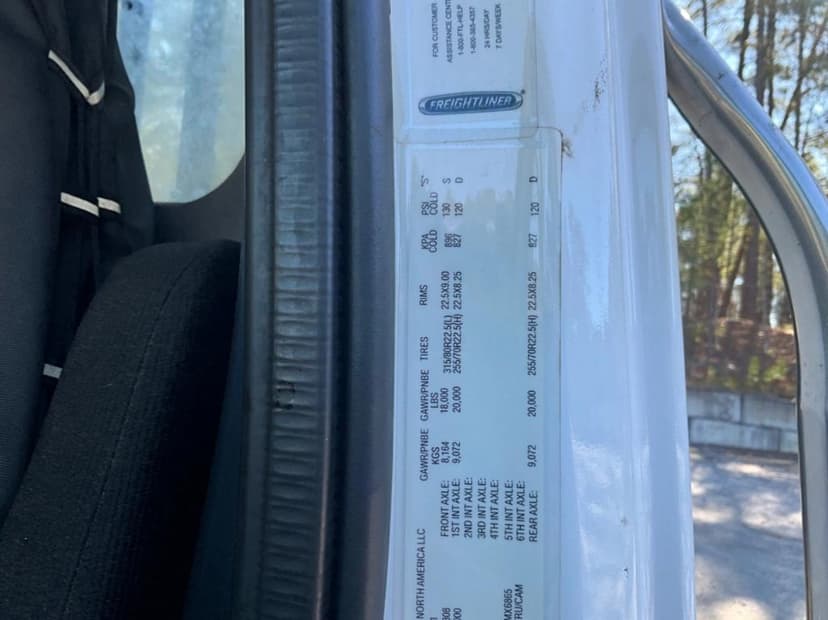 NORTH AMERICA LLC
GAWR/PNBE GAWR/PNBE TIRES RIMS KPA PSI "S"
KGS LBS COLD COLD
FRONT AXLE: 8,164 18,000 315/80R22.5(L) 22.5X9.00 896 130 S
1ST INT AXLE: 9,072 20,000 255/70R22.5(H) 22.5X8.25 827 120 D
2ND INT AXLE:
3RD INT AXLE:
4TH INT AXLE:
5TH INT AXLE:
6TH INT AXLE:
REAR AXLE: 9,072 20,000 255/70R22.5(H) 22.5X8.25 827 120 D
FOR CUSTOMER
ASSISTANCE
1-800-FTL-HELP
1-800-385-4357
24 HRS/DAY
7 DAYS/WEEK
FREIGHTLINER